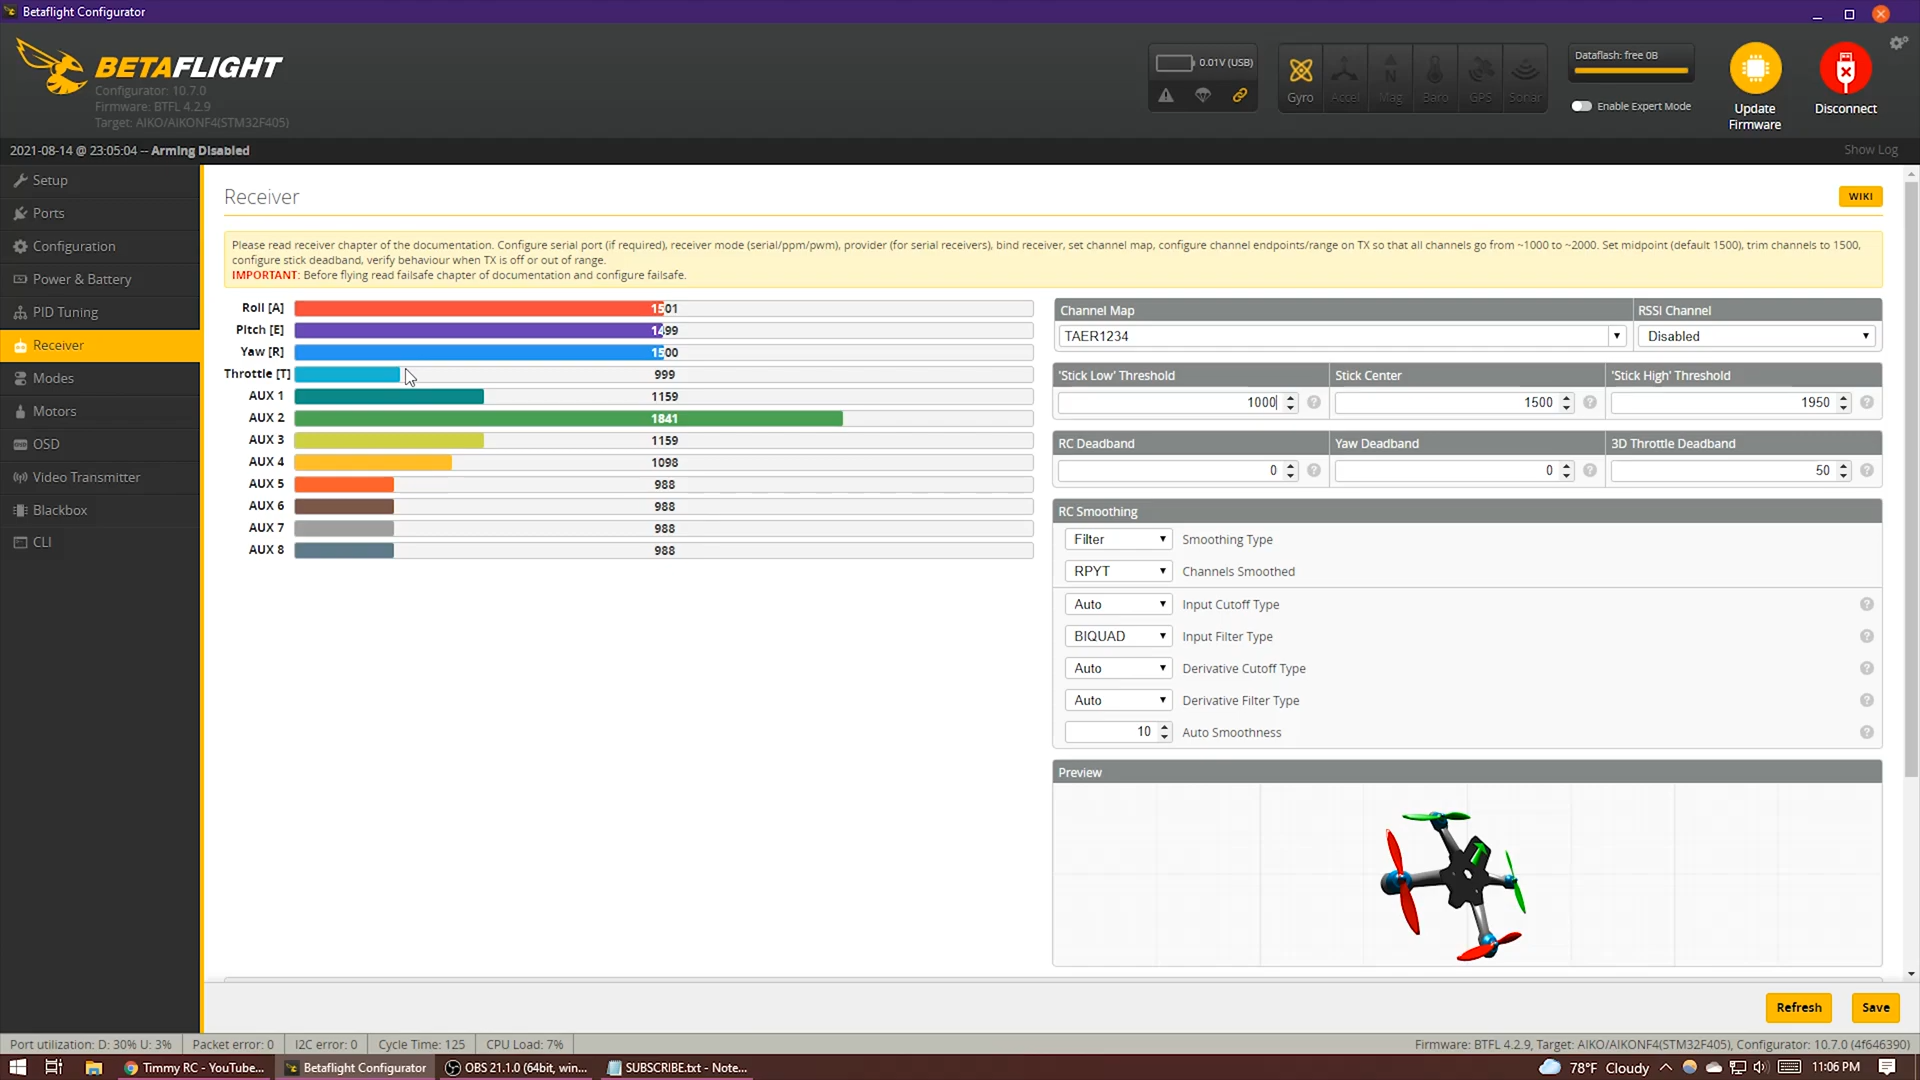 Betaflight Configurator
BETAFLIGHT
Configurator: 10.7.0
Firmware: BTFL 4.2.9
Target: AIKO/AIKONF4(STM32F405)
0.01V (USB)
Gyro
Accel
Mag
Baro
GPS
Sonar
Dataflash: free 0B
Enable Expert Mode
Update
Firmware
Disconnect
2021-08-14 @ 23:05:04 -- Arming Disabled
Show Log
Setup
Ports
Configuration
Power & Battery
PID Tuning
Receiver
Modes
Motors
OSD
Video Transmitter
Blackbox
CLI
Receiver
WIKI
Please read receiver chapter of the documentation. Configure serial port (if required), receiver mode (serial/ppm/pwm), provider (for serial receivers), bind receiver, set channel map, configure channel endpoints/range on TX so that all channels go from ~1000 to ~2000. Set midpoint (default 1500), trim channels to 1500,
configure stick deadband, verify behaviour when TX is off or out of range.
IMPORTANT: Before flying read failsafe chapter of documentation and configure failsafe.
Roll [A] 1501
Pitch [E] 1499
Yaw [R] 1500
Throttle [T] 999
AUX 1 1159
AUX 2 1841
AUX 3 1159
AUX 4 1098
AUX 5 988
AUX 6 988
AUX 7 988
AUX 8 988
Channel Map RSSI Channel
TAER1234 Disabled
'Stick Low' Threshold Stick Center 'Stick High' Threshold
1000 1500 1950
RC Deadband Yaw Deadband 3D Throttle Deadband
0 0 50
RC Smoothing
Filter Smoothing Type
RPYT Channels Smoothed
Auto Input Cutoff Type
BIQUAD Input Filter Type
Auto Derivative Cutoff Type
Auto Derivative Filter Type
10 Auto Smoothness
Preview
Refresh
Save
Port utilization: D: 30% U: 3% Packet error: 0 I2C error: 0 Cycle Time: 125 CPU Load: 7% Firmware: BTFL 4.2.9, Target: AIKO/AIKONF4(STM32F405), Configurator: 10.7.0 (4f646390)
Timmy RC - YouTube... Betaflight Configurator OBS 21.1.0 (64bit, win... SUBSCRIBE.txt - Note... 78°F Cloudy 11:06 PM